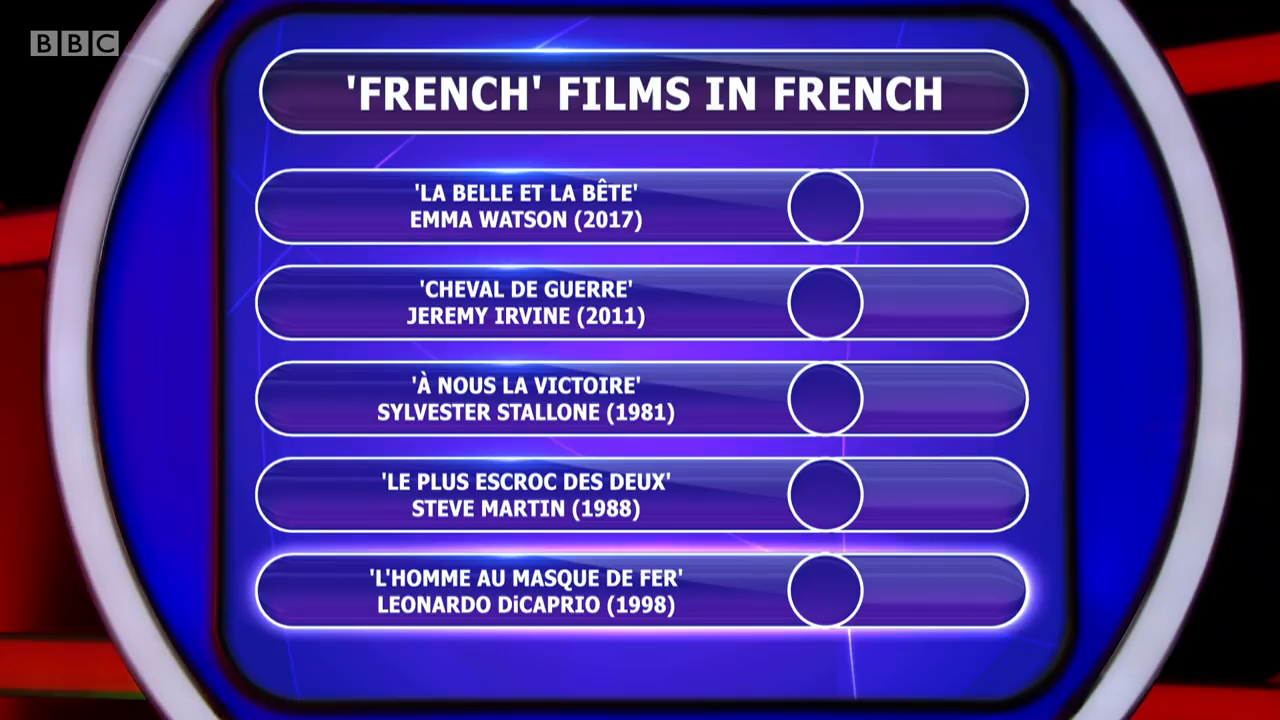 BBC
'FRENCH' FILMS IN FRENCH
'LA BELLE ET LA BÊTE'
EMMA WATSON (2017)
'CHEVAL DE GUERRE'
JEREMY IRVINE (2011)
'À NOUS LA VICTOIRE'
SYLVESTER STALLONE (1981)
'LE PLUS ESCROC DES DEUX'
STEVE MARTIN (1988)
'L'HOMME AU MASQUE DE FER'
LEONARDO DiCAPRIO (1998)